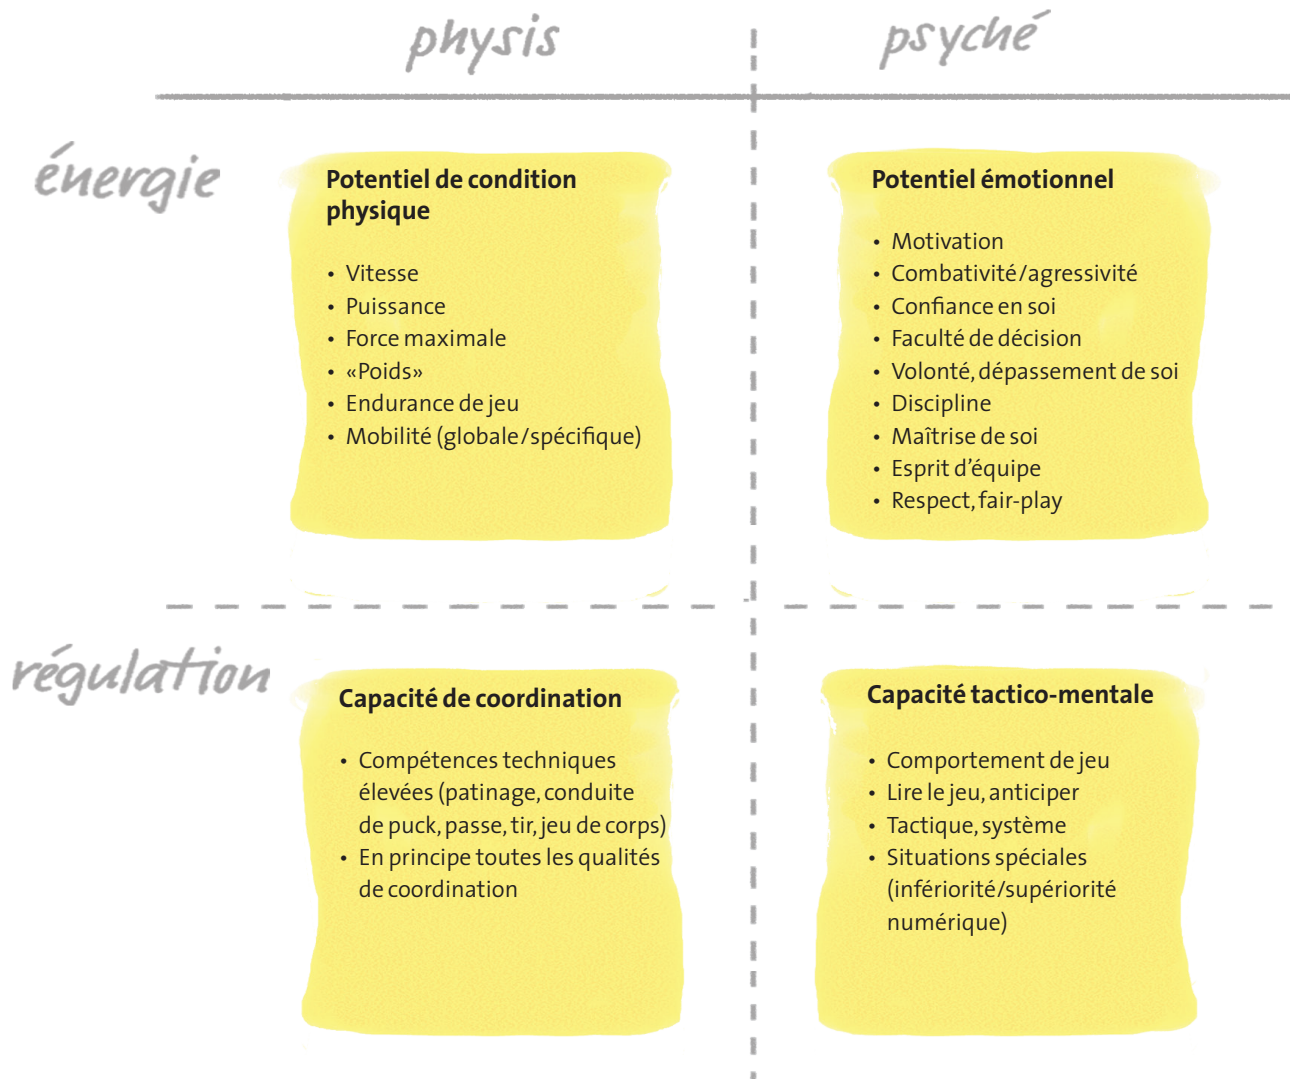 physis
psyché
énergie
Potentiel de condition
physique
• Vitesse
• Puissance
• Force maximale
• «Poids»
• Endurance de jeu
• Mobilité (globale/spécifique)
Potentiel émotionnel
• Motivation
• Combativité/agressivité
• Confiance en soi
• Faculté de décision
• Volonté, dépassement de soi
• Discipline
• Maîtrise de soi
• Esprit d’équipe
• Respect, fair-play
régulation
Capacité de coordination
• Compétences techniques
élevées (patinage, conduite
de puck, passe, tir, jeu de corps)
• En principe toutes les qualités
de coordination
Capacité tactico-mentale
• Comportement de jeu
• Lire le jeu, anticiper
• Tactique, système
• Situations spéciales
(infériorité/supériorité
numérique)